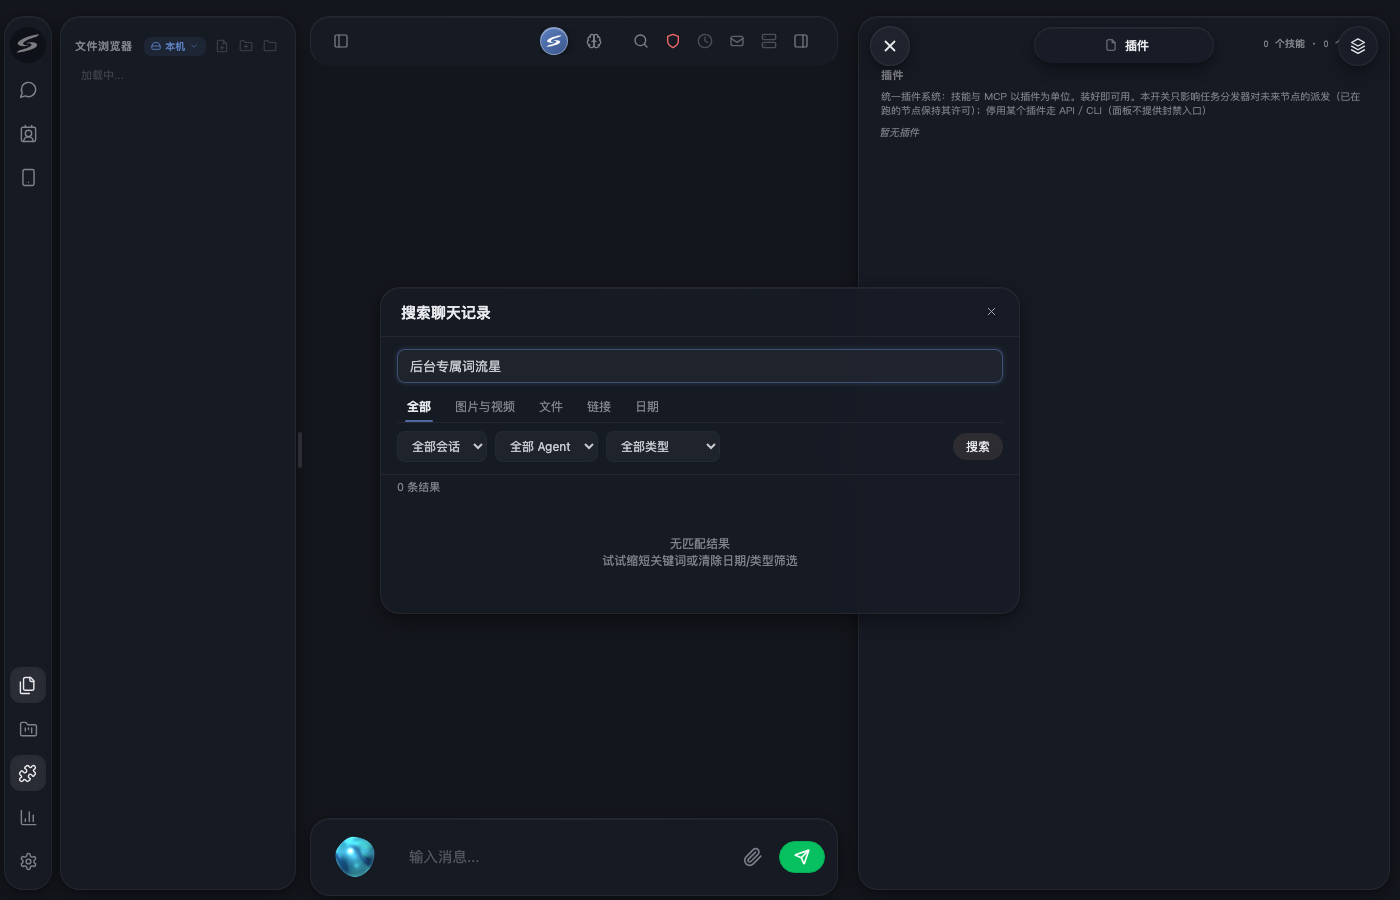 文件浏览器
本机
加载中...
插件
0 个技能 · 0
插件
统一插件系统：技能与 MCP 以插件为单位。装好即可用。本开关只影响任务分发器对未来节点的派发（已在
跑的节点保持其许可）；停用某个插件走 API / CLI（面板不提供封禁入口）
暂无插件
搜索聊天记录
后台专属词流星
全部
图片与视频
文件
链接
日期
全部会话
全部 Agent
全部类型
搜索
0 条结果
无匹配结果
试试缩短关键词或清除日期/类型筛选
输入消息...